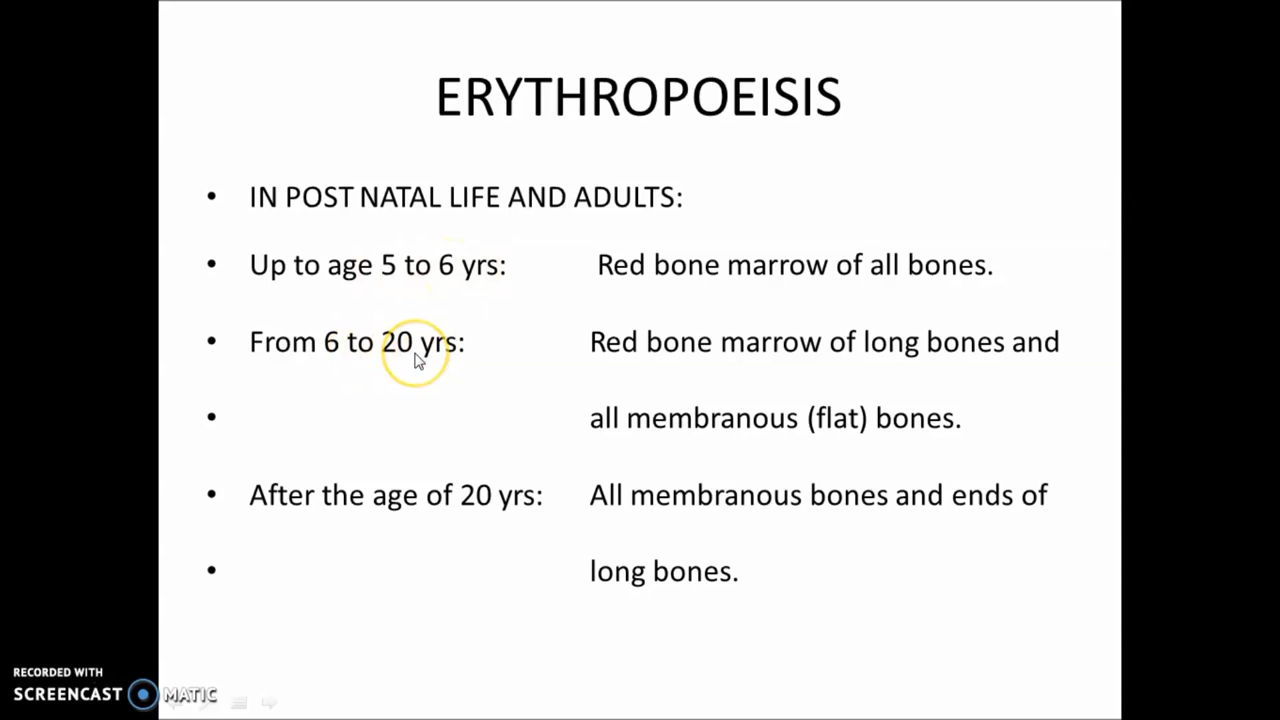 ERYTHROPOEISIS
• IN POST NATAL LIFE AND ADULTS:
• Up to age 5 to 6 yrs: Red bone marrow of all bones.
• From 6 to 20 yrs: Red bone marrow of long bones and
• all membranous (flat) bones.
• After the age of 20 yrs: All membranous bones and ends of
• long bones.
RECORDED WITH
SCREENCAST MATIC